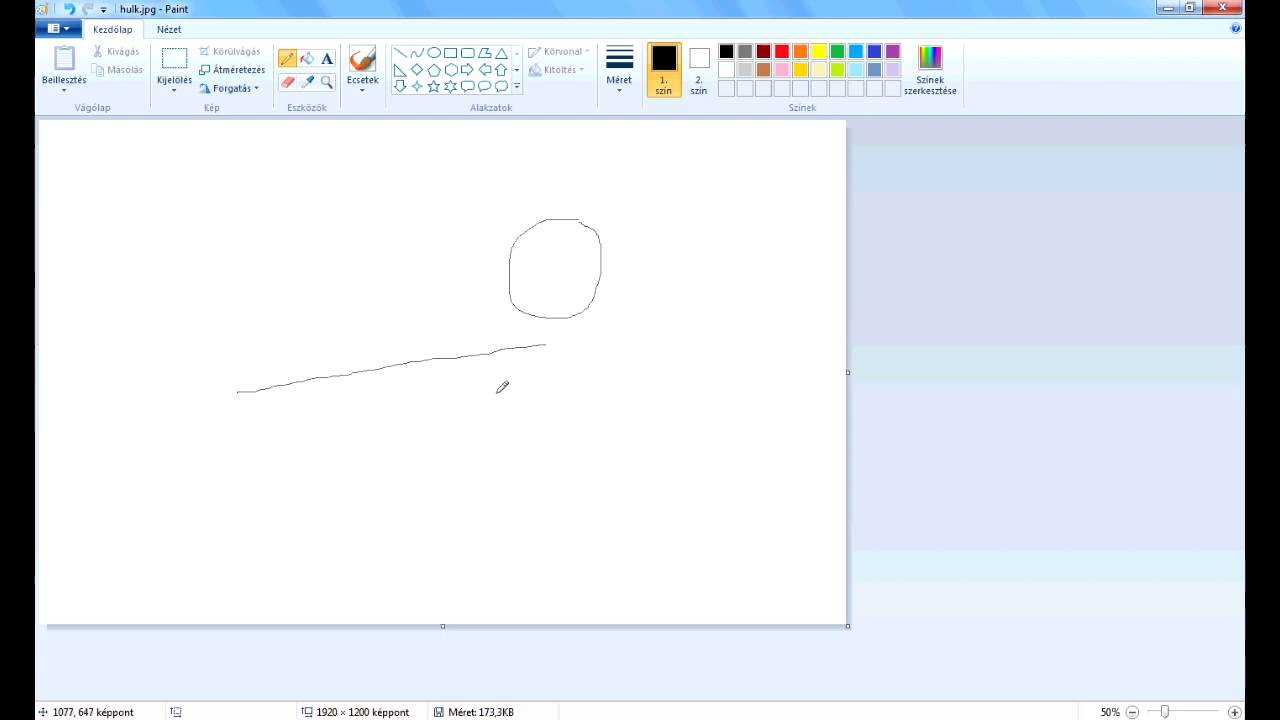 hulk.jpg - Paint
Kezdőlap
Nézet
Beillesztés
Kivágás
Másolás
Vágólap
Kijelölés
Körülvágás
Átméretezés
Forgatás
Kép
A
Eszközök
Ecsetek
Alakzatok
Körvonal
Kitöltés
Méret
1.
szín
2.
szín
Színek
szerkesztése
Színek
1077, 647 képpont
1920 × 1200 képpont
Méret: 173,3KB
50%